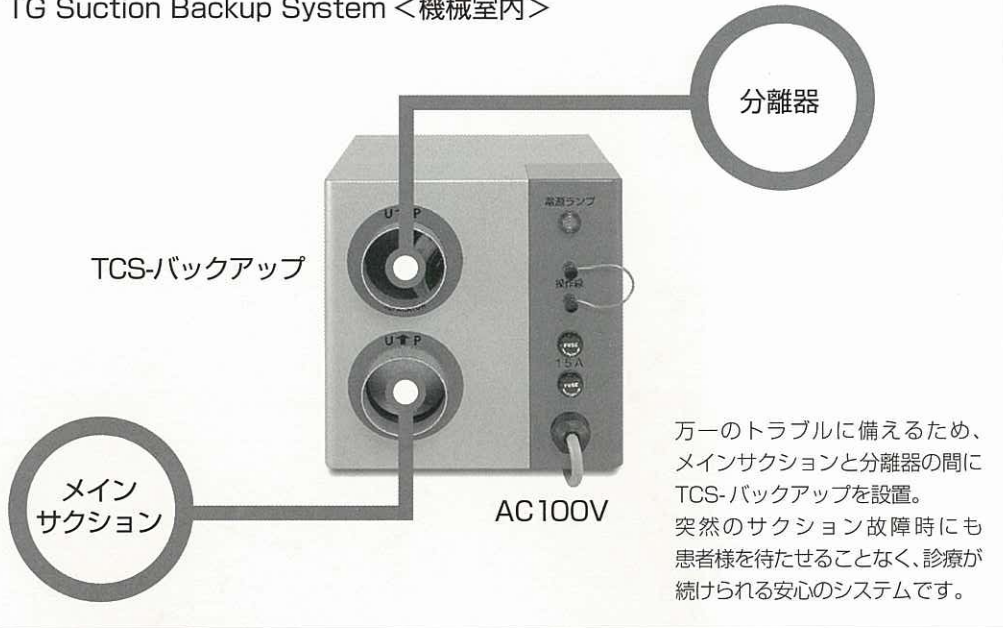 TG Suction Backup System＜機械室内＞
分離器
電源ランプ
U P
TCS-バックアップ
操作線
FUSE
U P
15A
FUSE
メイン
サクション
AC100V
万一のトラブルに備えるため、
メインサクションと分離器の間に
TCS-バックアップを設置。
突然のサクション故障時にも
患者様を待たせることなく、診療が
続けられる安心のシステムです。